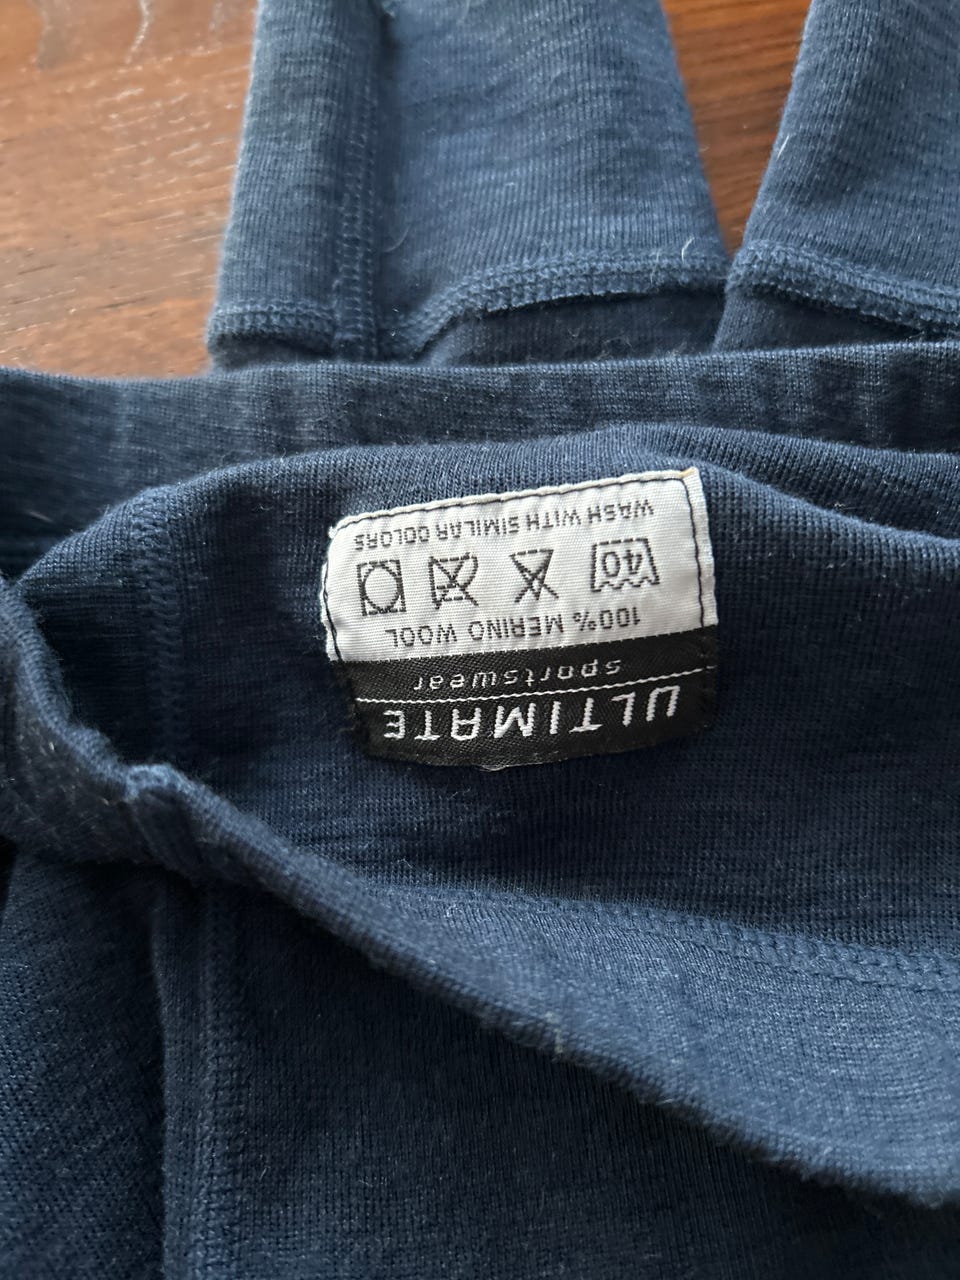 ULTIMATE
sportswear
100% MERINO WOOL
40
WASH WITH SIMILAR COLORS